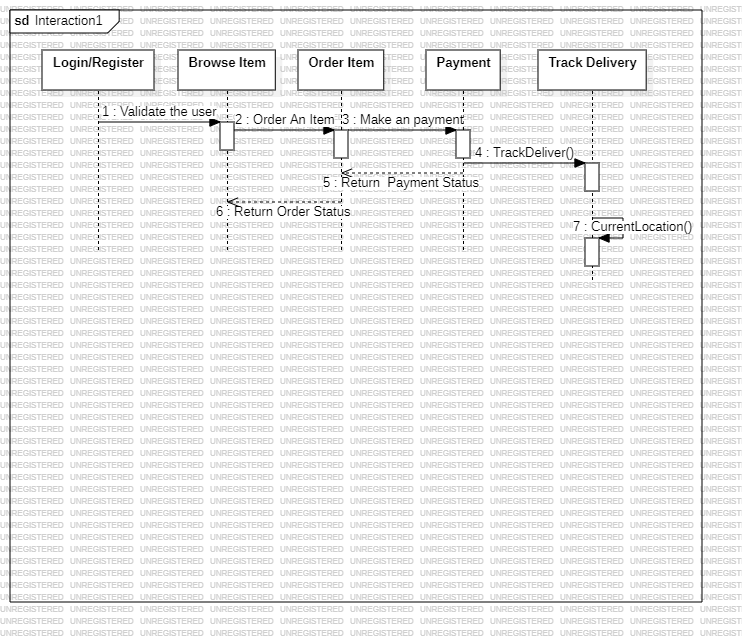 sd Interaction1
Login/Register
Browse Item
Order Item
Payment
Track Delivery
1 : Validate the user
2 : Order An Item
3 : Make an payment
4 : TrackDeliver()
5 : Return  Payment Status
6 : Return Order Status
7 : CurrentLocation()
UNREGISTERED